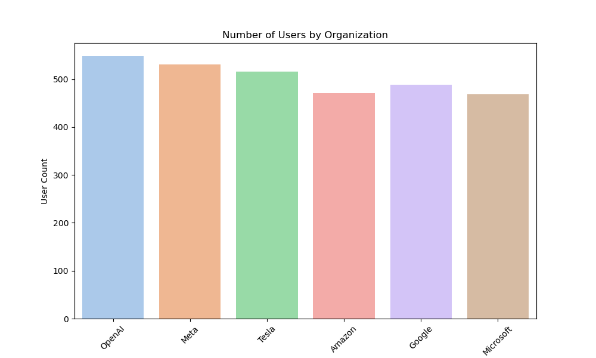 Number of Users by Organization
User Count
500
400
300
200
100
0
OpenAI
Meta
Tesla
Amazon
Google
Microsoft